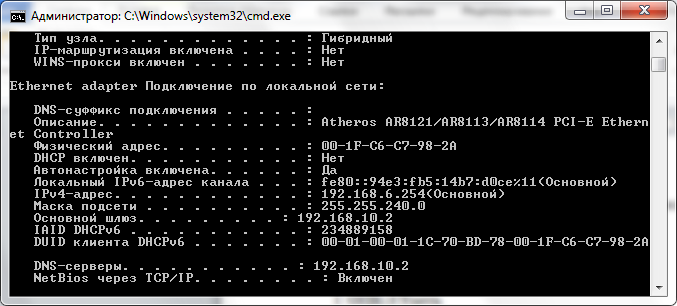 Администратор: C:\Windows\system32\cmd.exe
Тип узла. . . . . . . . . . . . . : Гибридный
IP-маршрутизация включена . . . . : Нет
WINS-прокси включен . . . . . . . : Нет
Ethernet adapter Подключение по локальной сети:
DNS-суффикс подключения . . . . . :
Описание. . . . . . . . . . . . . : Atheros AR8121/AR8113/AR8114 PCI-E Ethern
et Controller
Физический адрес. . . . . . . . . : 00-1F-C6-C7-98-2A
DHCP включен. . . . . . . . . . . : Нет
Автонастройка включена. . . . . . : Да
Локальный IPv6-адрес канала . . . : fe80::94e3:fb5:14b7:d0ce%11(Основной)
IPv4-адрес. . . . . . . . . . . . : 192.168.6.254(Основной)
Маска подсети . . . . . . . . . . : 255.255.240.0
Основной шлюз. . . . . . . . . : 192.168.10.2
IAID DHCPv6 . . . . . . . . . . . : 234889158
DUID клиента DHCPv6 . . . . . . . : 00-01-00-01-1C-70-BD-78-00-1F-C6-C7-98-2A
DNS-серверы. . . . . . . . . . . : 192.168.10.2
NetBios через TCP/IP. . . . . . . . : Включен